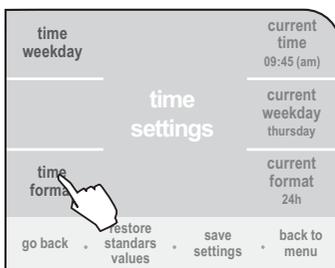 time
weekday
current
time
09:45 (am)
time
settings
current
weekday
thursday
time
format
current
format
24h
go back
restore
standars
values
save
settings
back to
menu